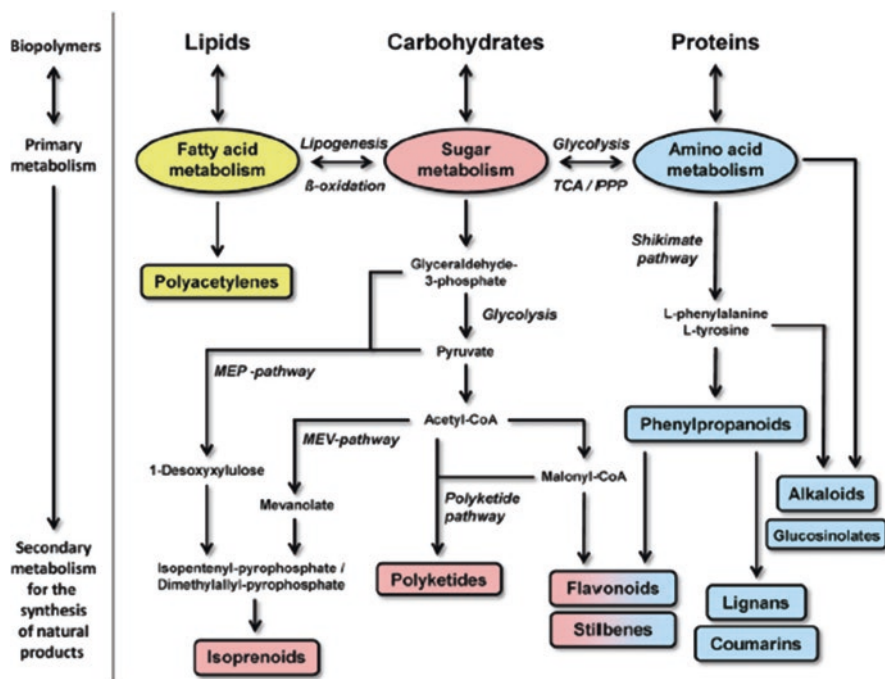 Biopolymers
Primary
metabolism
Secondary
metabolism
for the
synthesis
of natural
products
Lipids
Carbohydrates
Proteins
Fatty acid
metabolism
Lipogenesis
ß-oxidation
Sugar
metabolism
Glycolysis
TCA / PPP
Amino acid
metabolism
Polyacetylenes
Glyceraldehyde-
3-phosphate
Glycolysis
Pyruvate
Shikimate
pathway
L-phenylalanine
L-tyrosine
MEP -pathway
MEV-pathway
Acetyl-CoA
Phenylpropanoids
1-Desoxyxylulose
Mevanolate
Polyketide
pathway
Malonyl-CoA
Alkaloids
Glucosinolates
Isopentenyl-pyrophosphate /
Dimethylallyl-pyrophosphate
Polyketides
Flavonoids
Stilbenes
Lignans
Coumarins
Isoprenoids